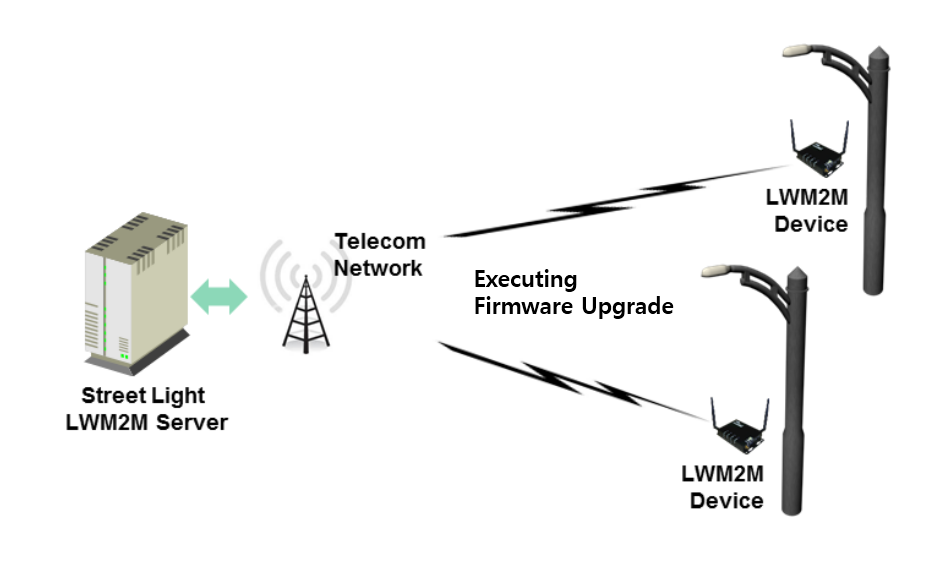 Telecom
Network
Executing
Firmware Upgrade
LWM2M
Device
Street Light
LWM2M Server
LWM2M
Device